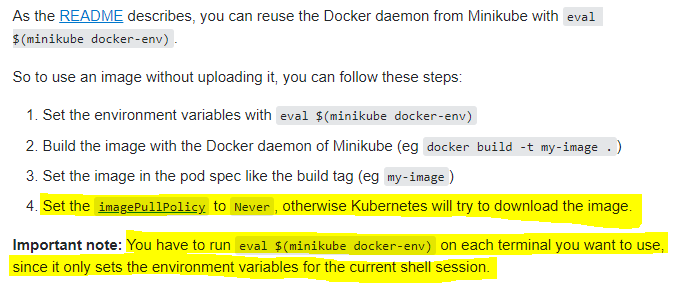 As the README describes, you can reuse the Docker daemon from Minikube with eval
$(minikube docker-env) .
So to use an image without uploading it, you can follow these steps:
1. Set the environment variables with eval $(minikube docker-env)
2. Build the image with the Docker daemon of Minikube (eg docker build -t my-image . )
3. Set the image in the pod spec like the build tag (eg my-image )
4. Set the imagePullPolicy to Never , otherwise Kubernetes will try to download the image.
Important note: You have to run eval $(minikube docker-env) on each terminal you want to use,
since it only sets the environment variables for the current shell session.